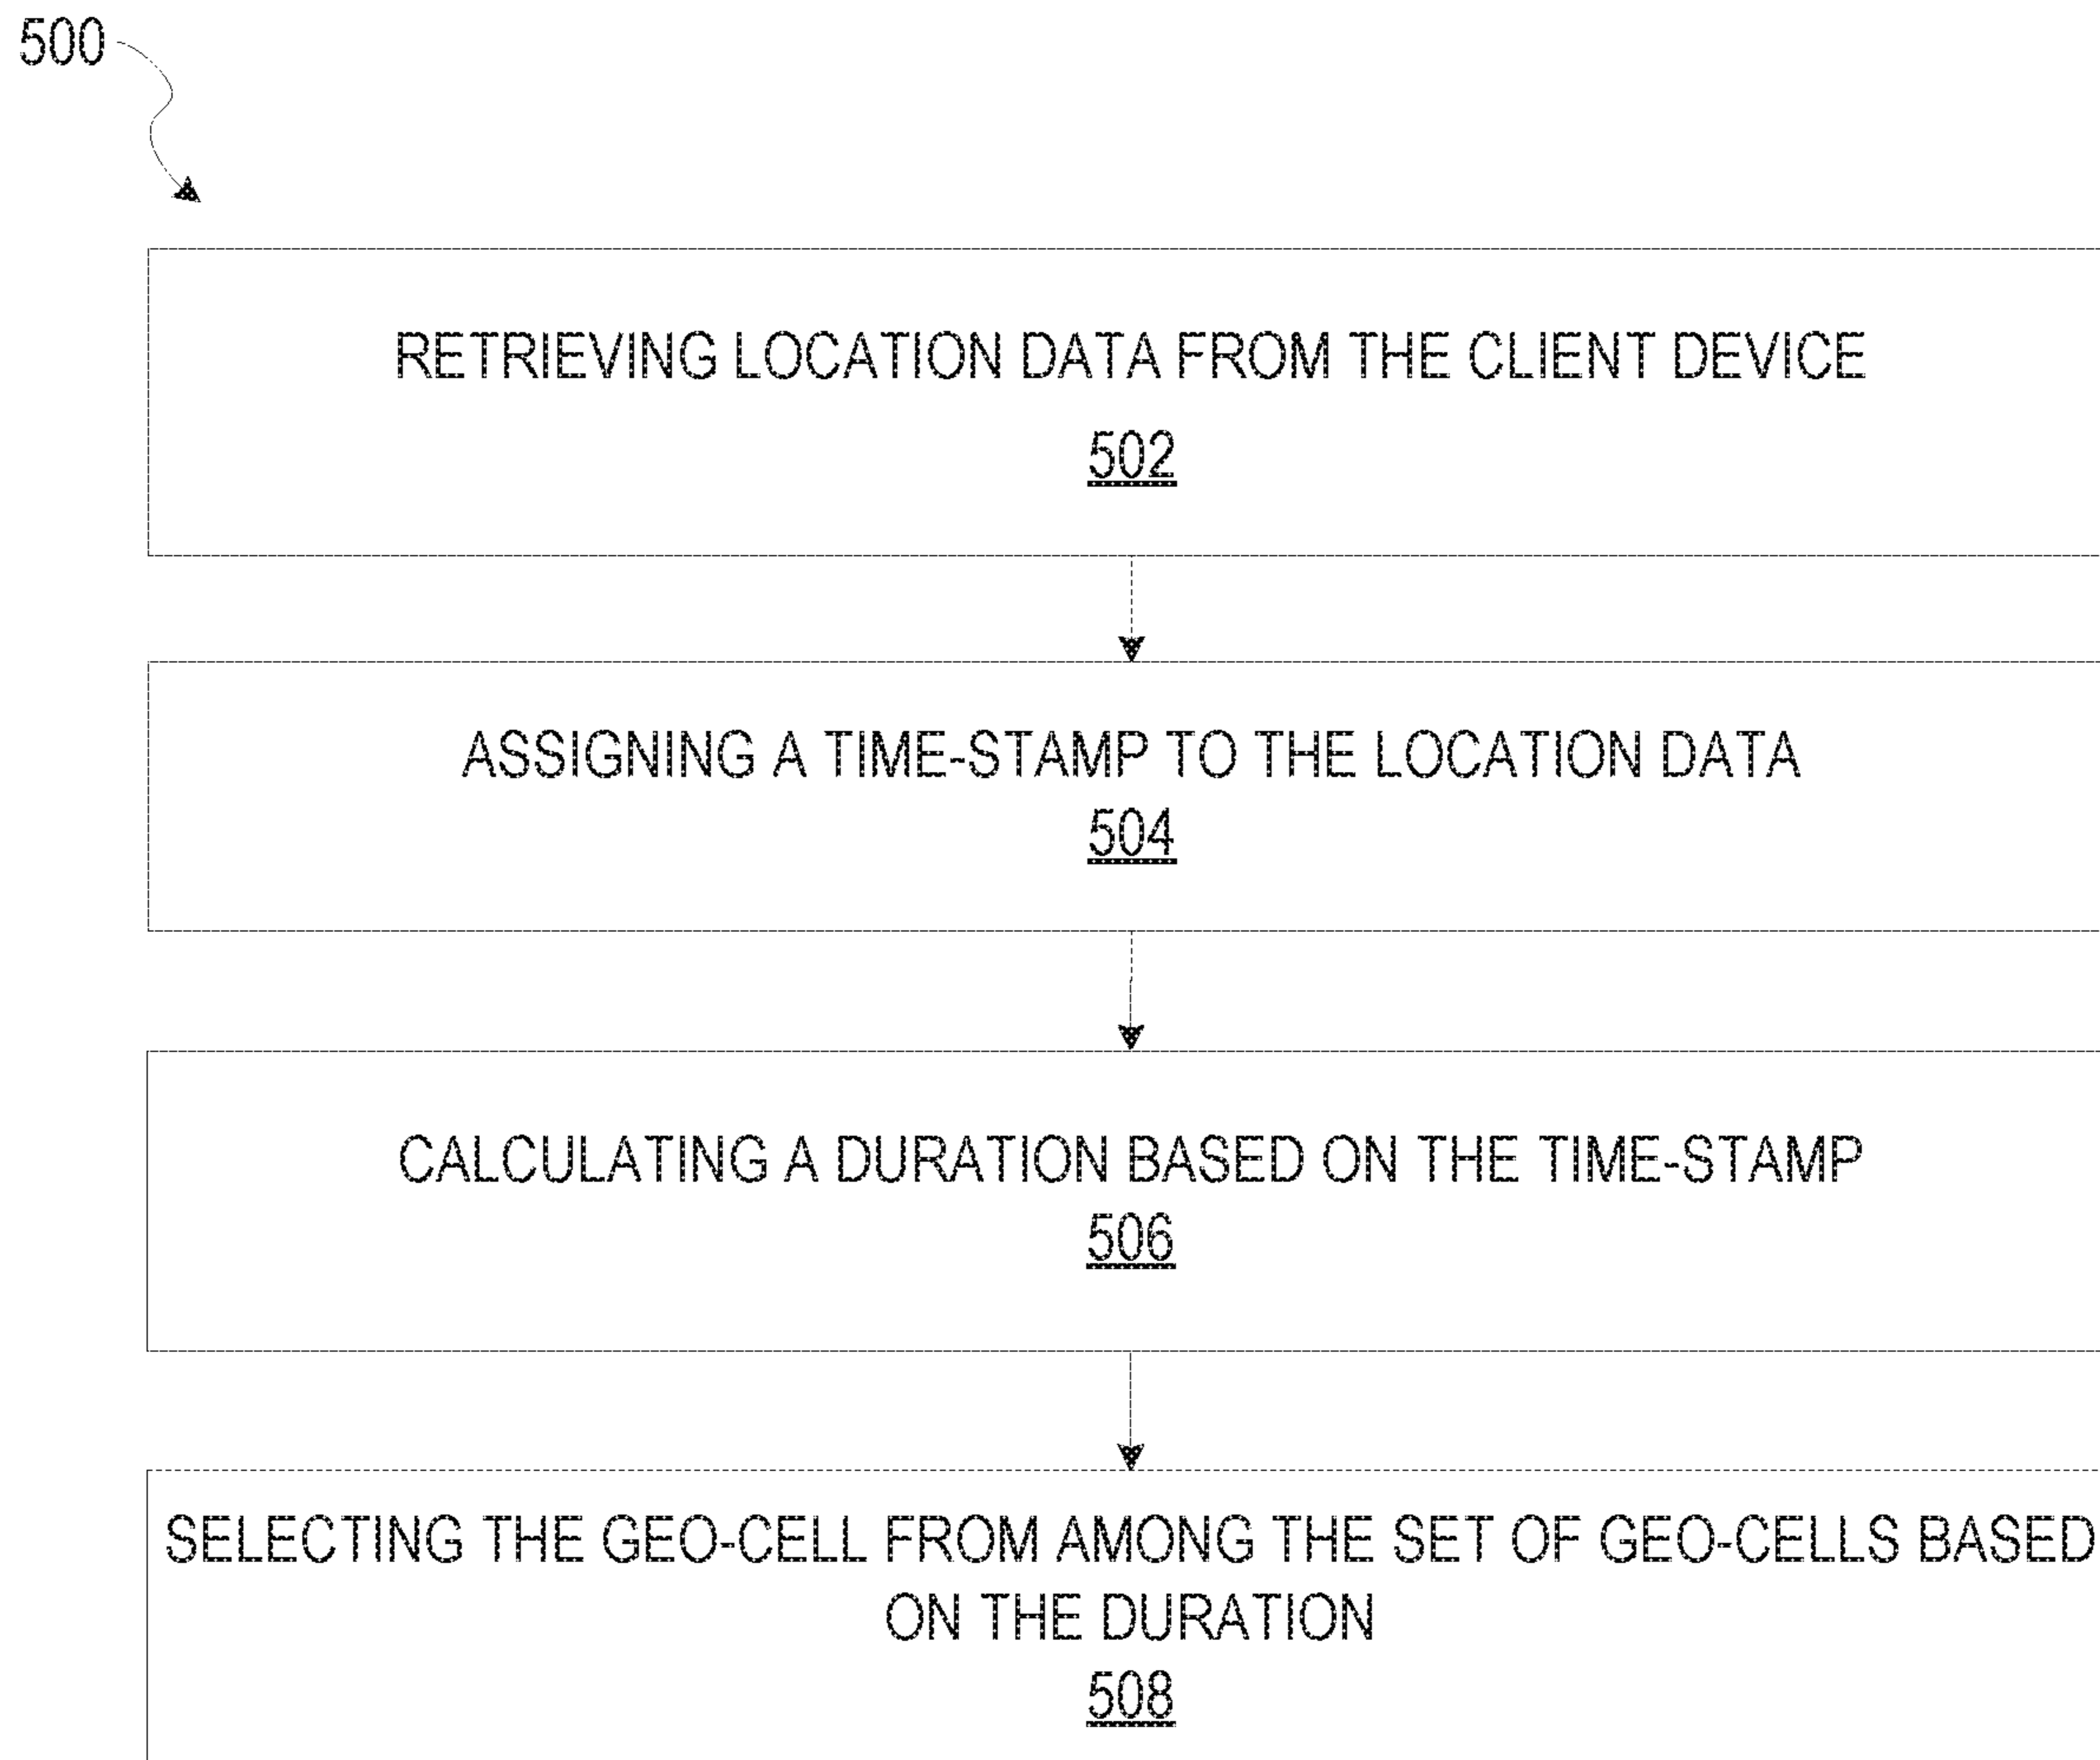 500
RETRIEVING LOCATION DATA FROM THE CLIENT DEVICE
502
ASSIGNING A TIME-STAMP TO THE LOCATION DATA
504
CALCULATING A DURATION BASED ON THE TIME-STAMP
506
SELECTING THE GEO-CELL FROM AMONG THE SET OF GEO-CELLS BASED
ON THE DURATION
508